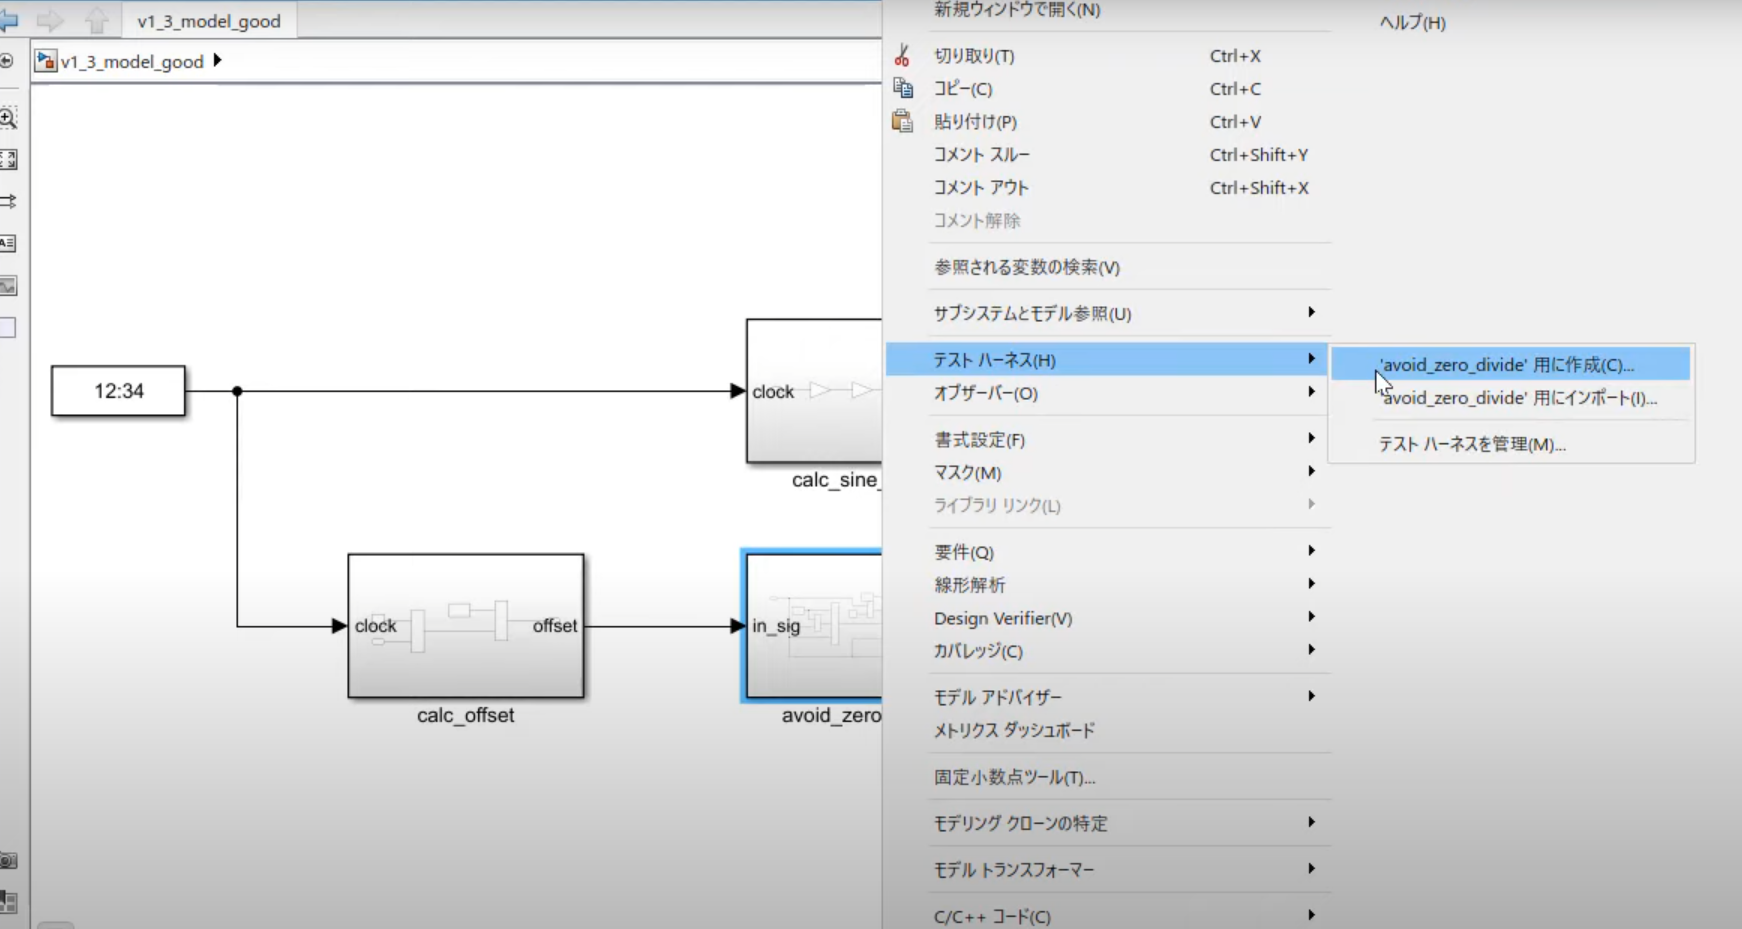 v1_3_model_good
v1_3_model_good
12:34
clock
calc_sine_
clock
offset
calc_offset
in_sig
avoid_zero
新規ウィンドウで開く(N)
切り取り(T) Ctrl+X
コピー(C) Ctrl+C
貼り付け(P) Ctrl+V
コメント スルー Ctrl+Shift+Y
コメント アウト Ctrl+Shift+X
コメント解除
参照される変数の検索(V)
サブシステムとモデル参照(U)
テスト ハーネス(H)
オブザーバー(O)
書式設定(F)
マスク(M)
ライブラリ リンク(L)
要件(Q)
線形解析
Design Verifier(V)
カバレッジ(C)
モデル アドバイザー
メトリクス ダッシュボード
固定小数点ツール(T)...
モデリング クローンの特定
モデル トランスフォーマー
C/C++ コード(C)
ヘルプ(H)
'avoid_zero_divide' 用に作成(C)...
'avoid_zero_divide' 用にインポート(I)...
テスト ハーネスを管理(M)...